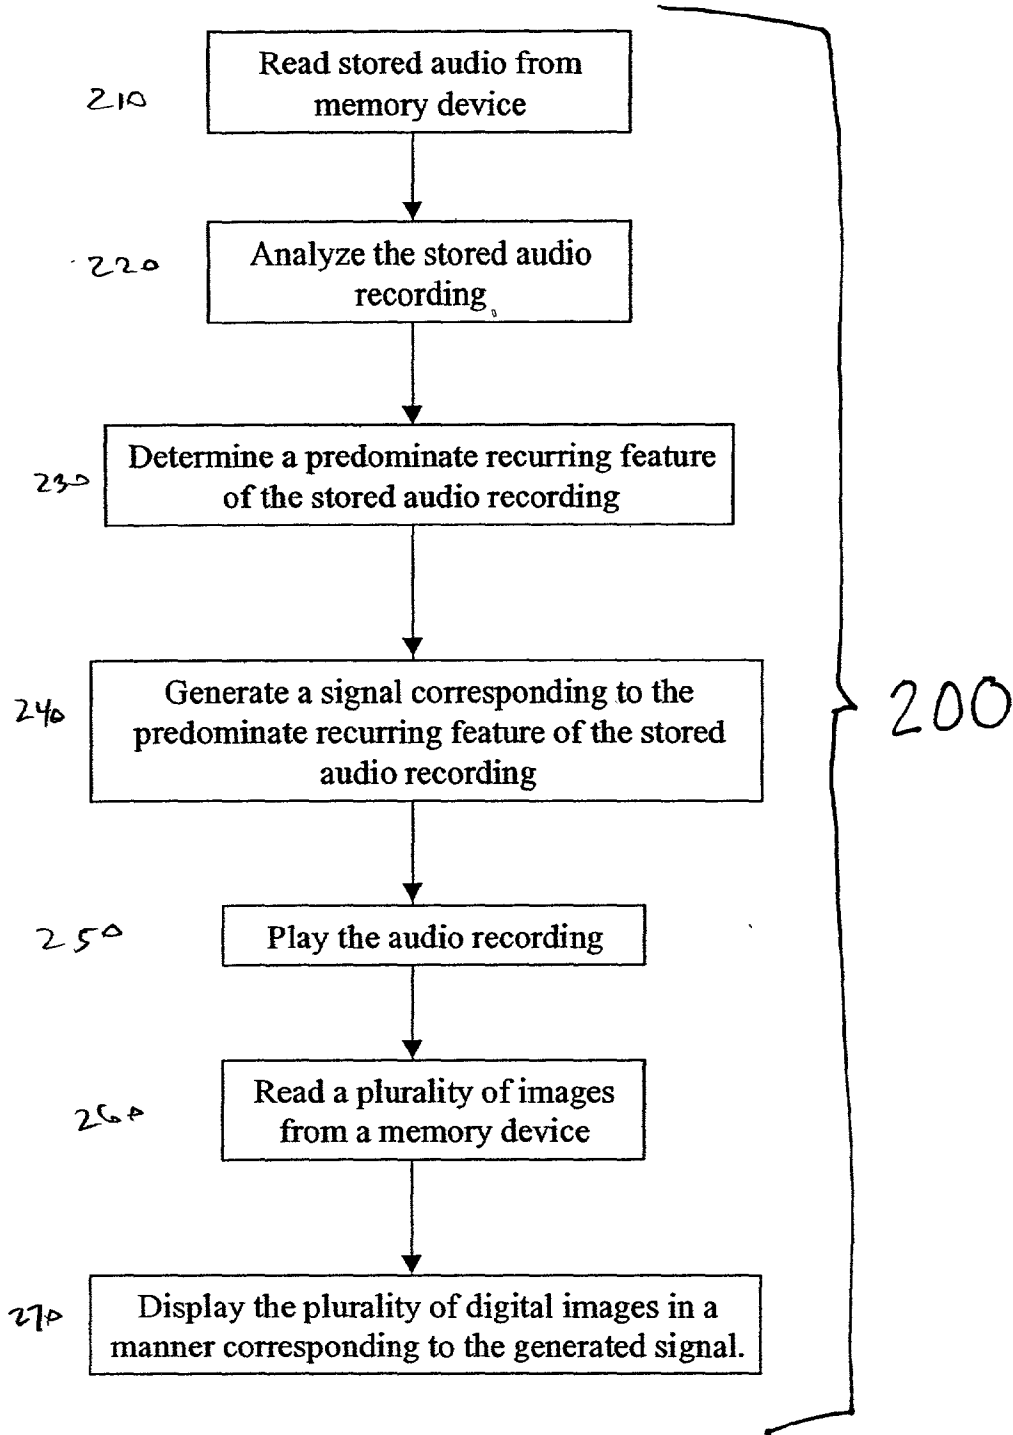 210
Read stored audio from
memory device
220
Analyze the stored audio
recording
230
Determine a predominate recurring feature
of the stored audio recording
240
Generate a signal corresponding to the
predominate recurring feature of the stored
audio recording
200
250
Play the audio recording
260
Read a plurality of images
from a memory device
270
Display the plurality of digital images in a
manner corresponding to the generated signal.